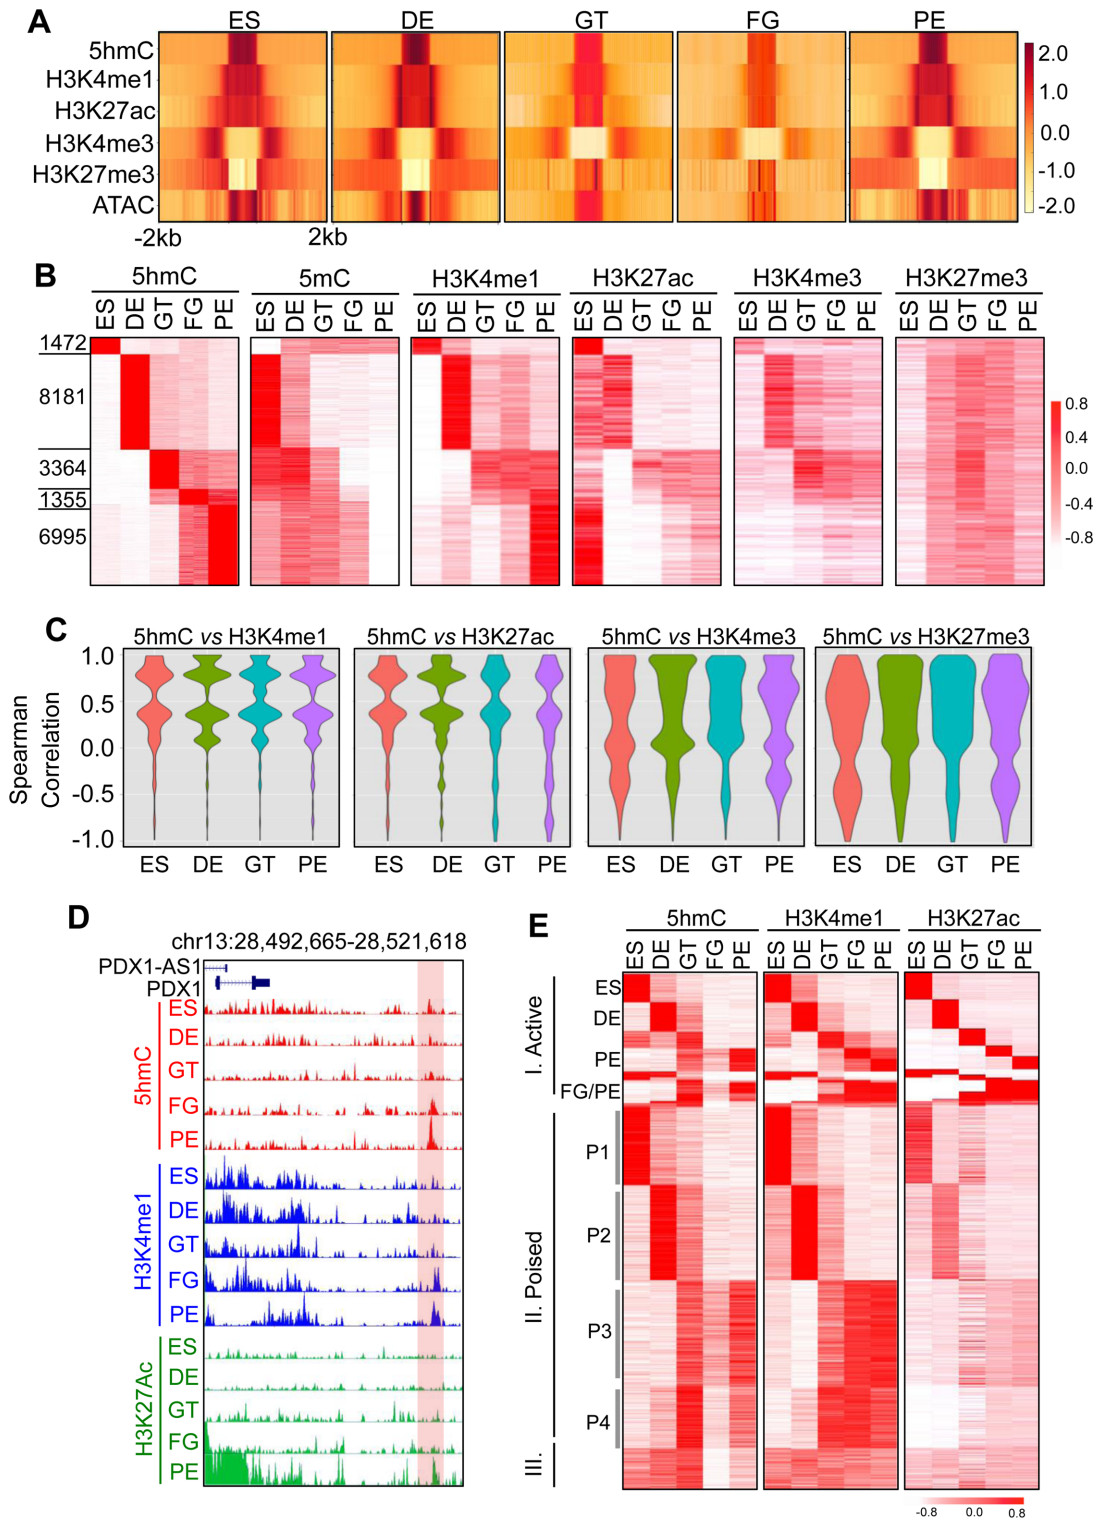 A
ES DE GT FG PE
5hmC
H3K4me1
H3K27ac
H3K4me3
H3K27me3
ATAC
2.0
1.0
0.0
-1.0
-2.0
-2kb 2kb
B
5hmC 5mC H3K4me1 H3K27ac H3K4me3 H3K27me3
ES DE GT FG PE ES DE GT FG PE ES DE GT FG PE ES DE GT FG PE ES DE GT FG PE ES DE GT FG PE
1472
8181
3364
1355
6995
0.8
0.4
0.0
-0.4
-0.8
C
5hmC vs H3K4me1 5hmC vs H3K27ac 5hmC vs H3K4me3 5hmC vs H3K27me3
Spearman
Correlation
1.0
0.5
0.0
-0.5
-1.0
ES DE GT PE ES DE GT PE ES DE GT PE ES DE GT PE
D
chr13:28,492,665-28,521,618
PDX1-AS1
PDX1
5hmC
ES
DE
GT
FG
PE
H3K4me1
ES
DE
GT
FG
PE
H3K27Ac
ES
DE
GT
FG
PE
E
5hmC H3K4me1 H3K27ac
ES DE GT FG PE ES DE GT FG PE ES DE GT FG PE
I. Active
ES
DE
PE
FG/PE
II. Poised
P1
P2
P3
P4
III.
-0.8 0.0 0.8